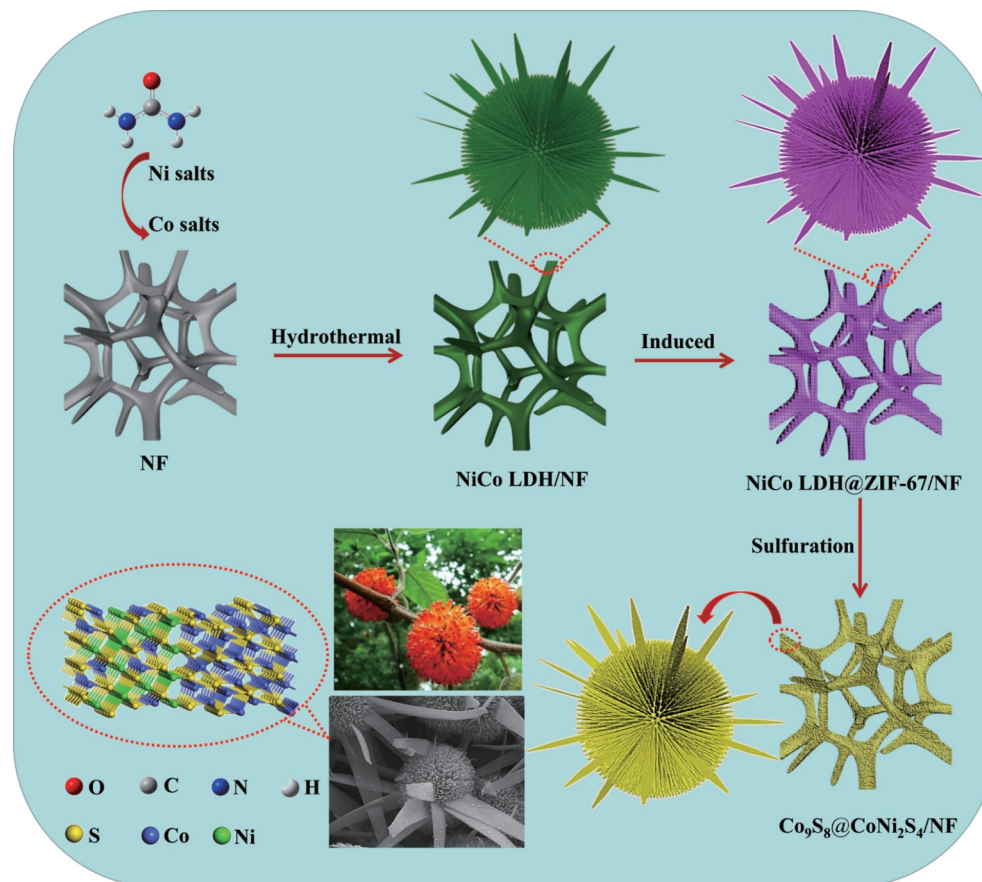 Ni salts
Co salts
Hydrothermal
Induced
NF
NiCo LDH/NF
NiCo LDH@ZIF-67/NF
Sulfuration
O C N H
S Co Ni
Co₉S₈@CoNi₂S₄/NF